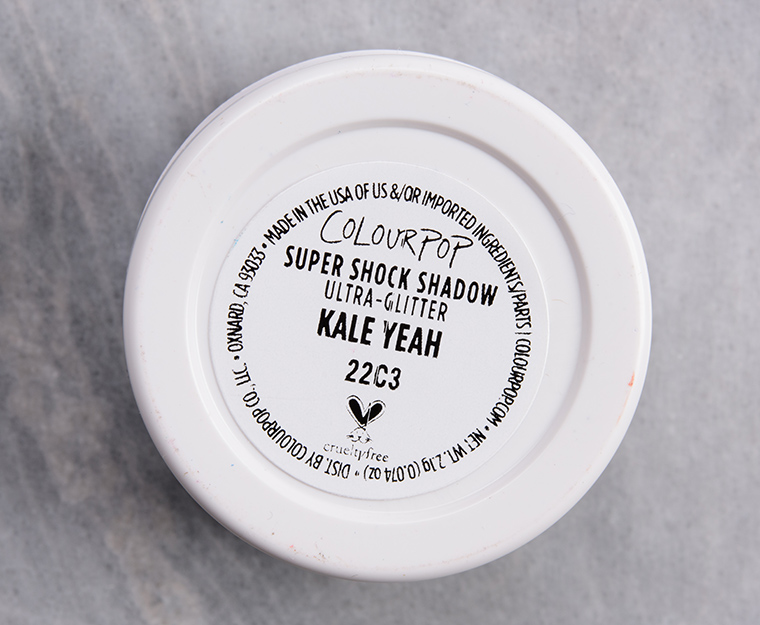 MADE IN THE USA OF US &/OR IMPORTED INGREDIENTS/PARTS | COLOURPOP.COM • NET WT. 2.1g (0.074 oz) • DIST. BY COLOURPOP CO., LLC. • OXNARD, CA 93033 •
COLOURPOP
SUPER SHOCK SHADOW
ULTRA-GLITTER
KALE YEAH
22C3
crueltyfree